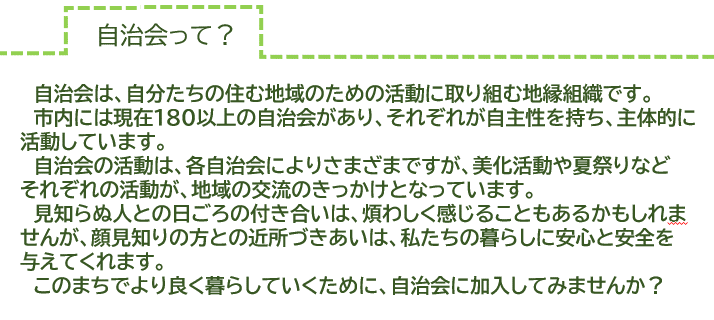 自治会って？
自治会は、自分たちの住む地域のための活動に取り組む地縁組織です。
市内には現在180以上の自治会があり、それぞれが自主性を持ち、主体的に
活動しています。
自治会の活動は、各自治会によりさまざまですが、美化活動や夏祭りなど
それぞれの活動が、地域の交流のきっかけとなっています。
見知らぬ人との日ごろの付き合いは、煩わしく感じることもあるかもしれま
せんが、顔見知りの方との近所づきあいは、私たちの暮らしに安心と安全を
与えてくれます。
このまちでより良く暮らしていくために、自治会に加入してみませんか？